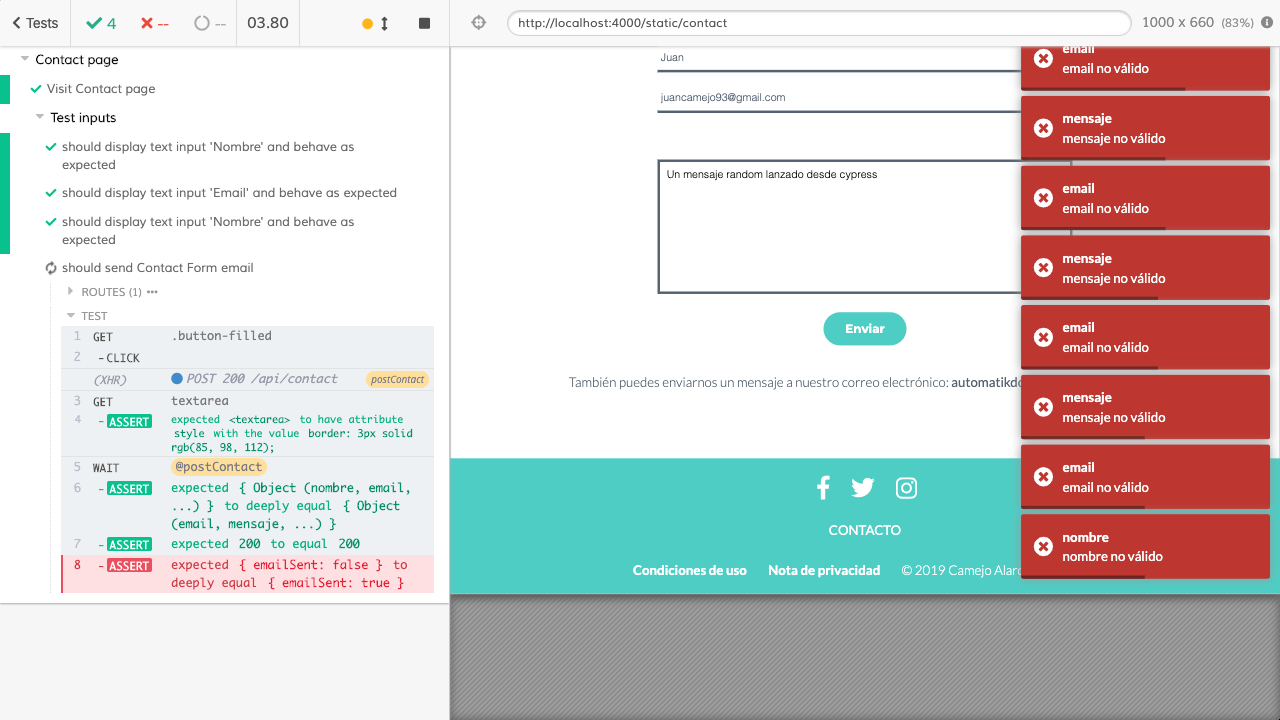 Tests
4
--
--
03.80
http://localhost:4000/static/contact
1000 x 660 (83%)
Contact page
Visit Contact page
Test inputs
should display text input 'Nombre' and behave as
expected
should display text input 'Email' and behave as expected
should display text input 'Nombre' and behave as
expected
should send Contact Form email
ROUTES (1)
TEST
1 GET .button-filled
2 -CLICK
(XHR) POST 200 /api/contact postContact
3 GET textarea
4 -ASSERT expected <textarea> to have attribute
style with the value border: 3px solid
rgb(85, 98, 112);
5 WAIT @postContact
6 -ASSERT expected { Object (nombre, email,
...) } to deeply equal { Object
(email, mensaje, ...) }
7 -ASSERT expected 200 to equal 200
8 -ASSERT expected { emailSent: false } to
deeply equal { emailSent: true }
Juan
juancamejo93@gmail.com
Un mensaje random lanzado desde cypress
Enviar
También puedes enviarnos un mensaje a nuestro correo electrónico:
CONTACTO
Condiciones de uso Nota de privacidad © 2019 Camejo
email
email no válido
mensaje
mensaje no válido
email
email no válido
mensaje
mensaje no válido
email
email no válido
mensaje
mensaje no válido
email
email no válido
nombre
nombre no válido